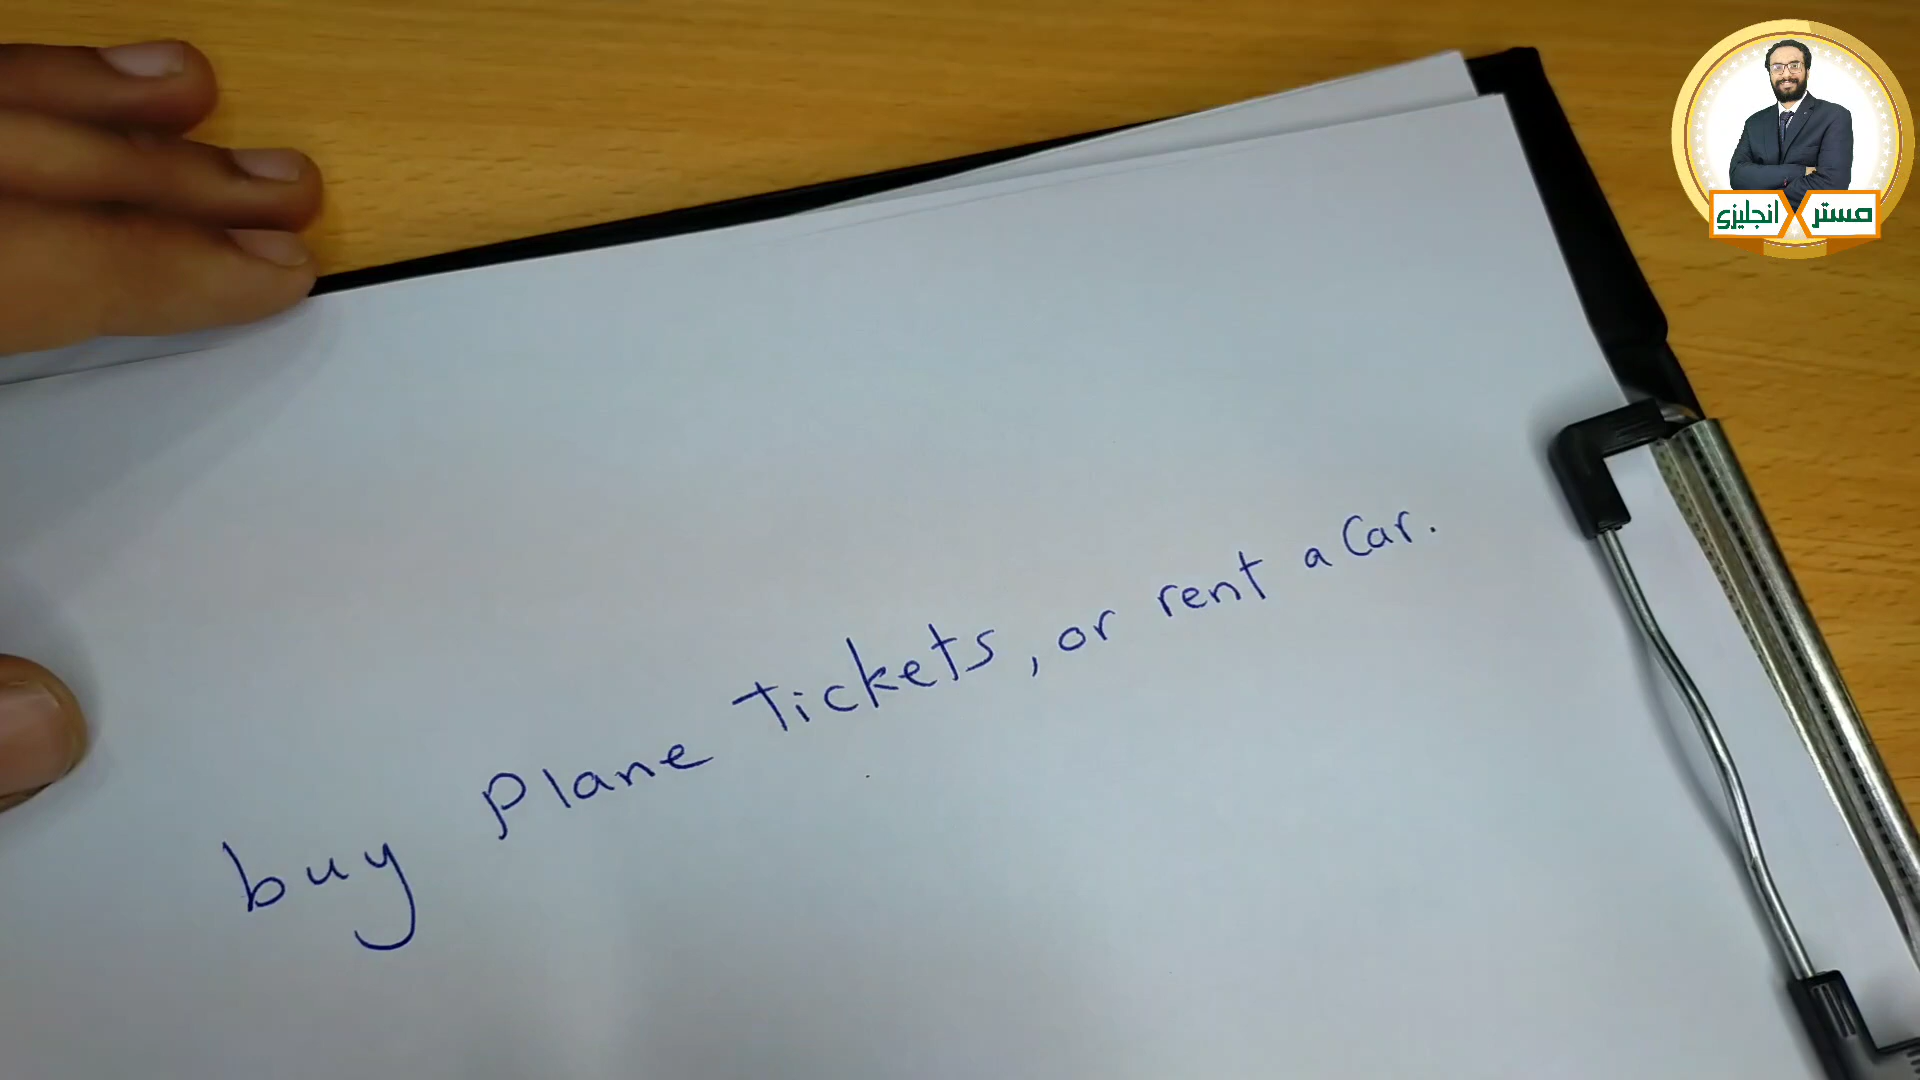 مستر X انجليزي
buy plane tickets, or rent a car.